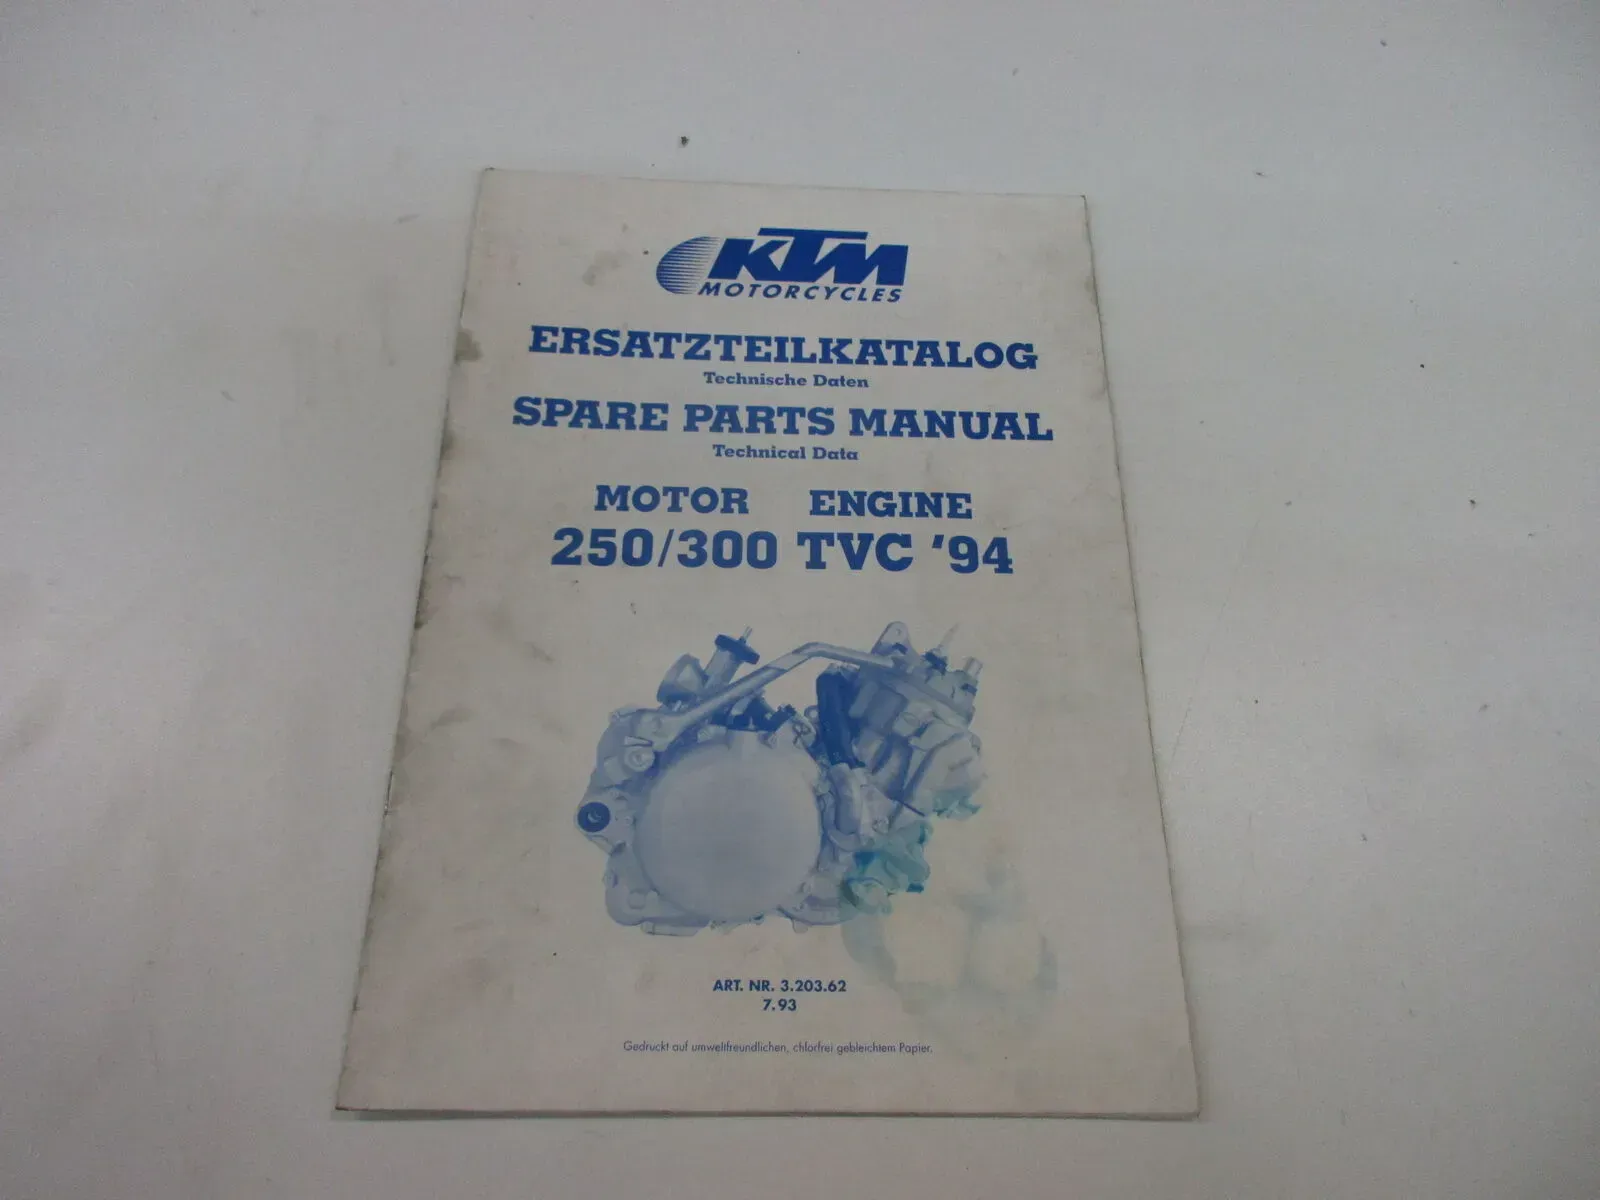 KTM
MOTORCYCLES
ERSATZTEILKATALOG
Technische Daten
SPARE PARTS MANUAL
Technical Data
MOTOR ENGINE
250/300 TVC '94
ART. NR. 3.203.62
7.93
Gedruckt auf umweltfreundlichen, chlorfrei gebleichtem Papier.